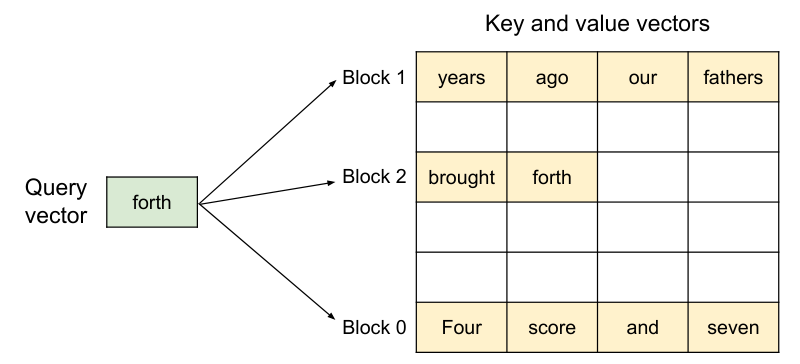 Key and value vectors
Block 1 years ago our fathers
Query vector
forth
Block 2 brought forth
Block 0 Four score and seven